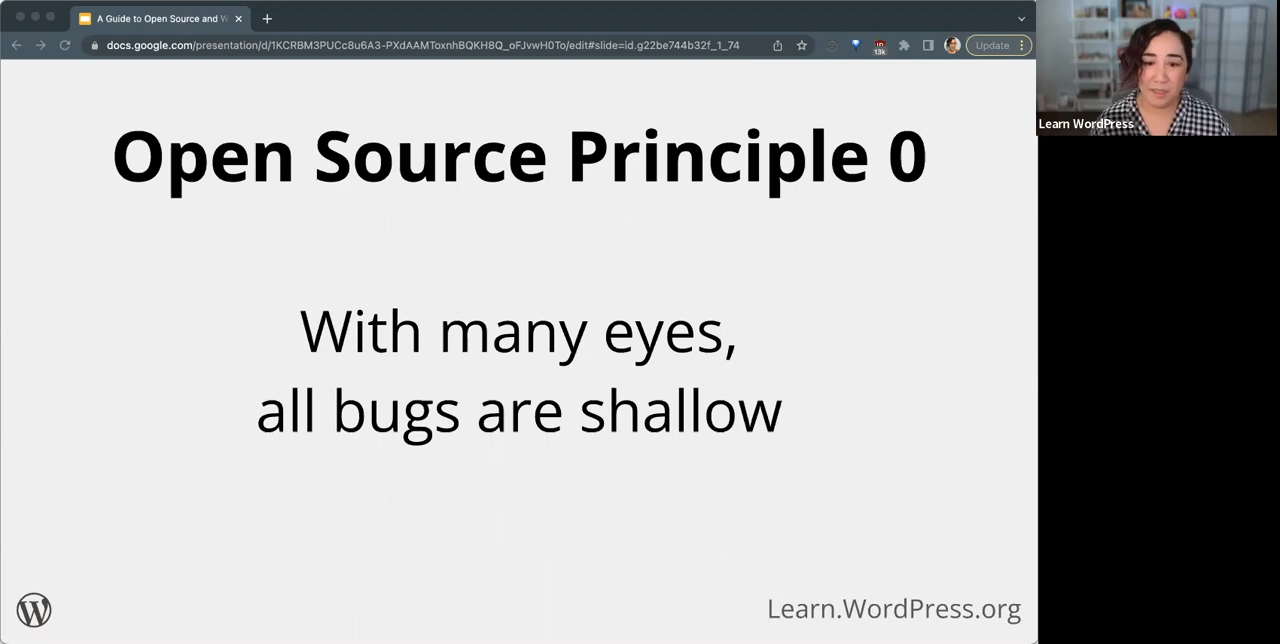 A Guide to Open Source and W
docs.google.com/presentation/d/1KCRBM3PUCc8u6A3-PXdAAMToxnhBQKH8Q_oFJvwH0To/edit#slide=id.g22be744b32f_1_74
13k
Update
Learn WordPress
Open Source Principle 0
With many eyes,
all bugs are shallow
Learn.WordPress.org